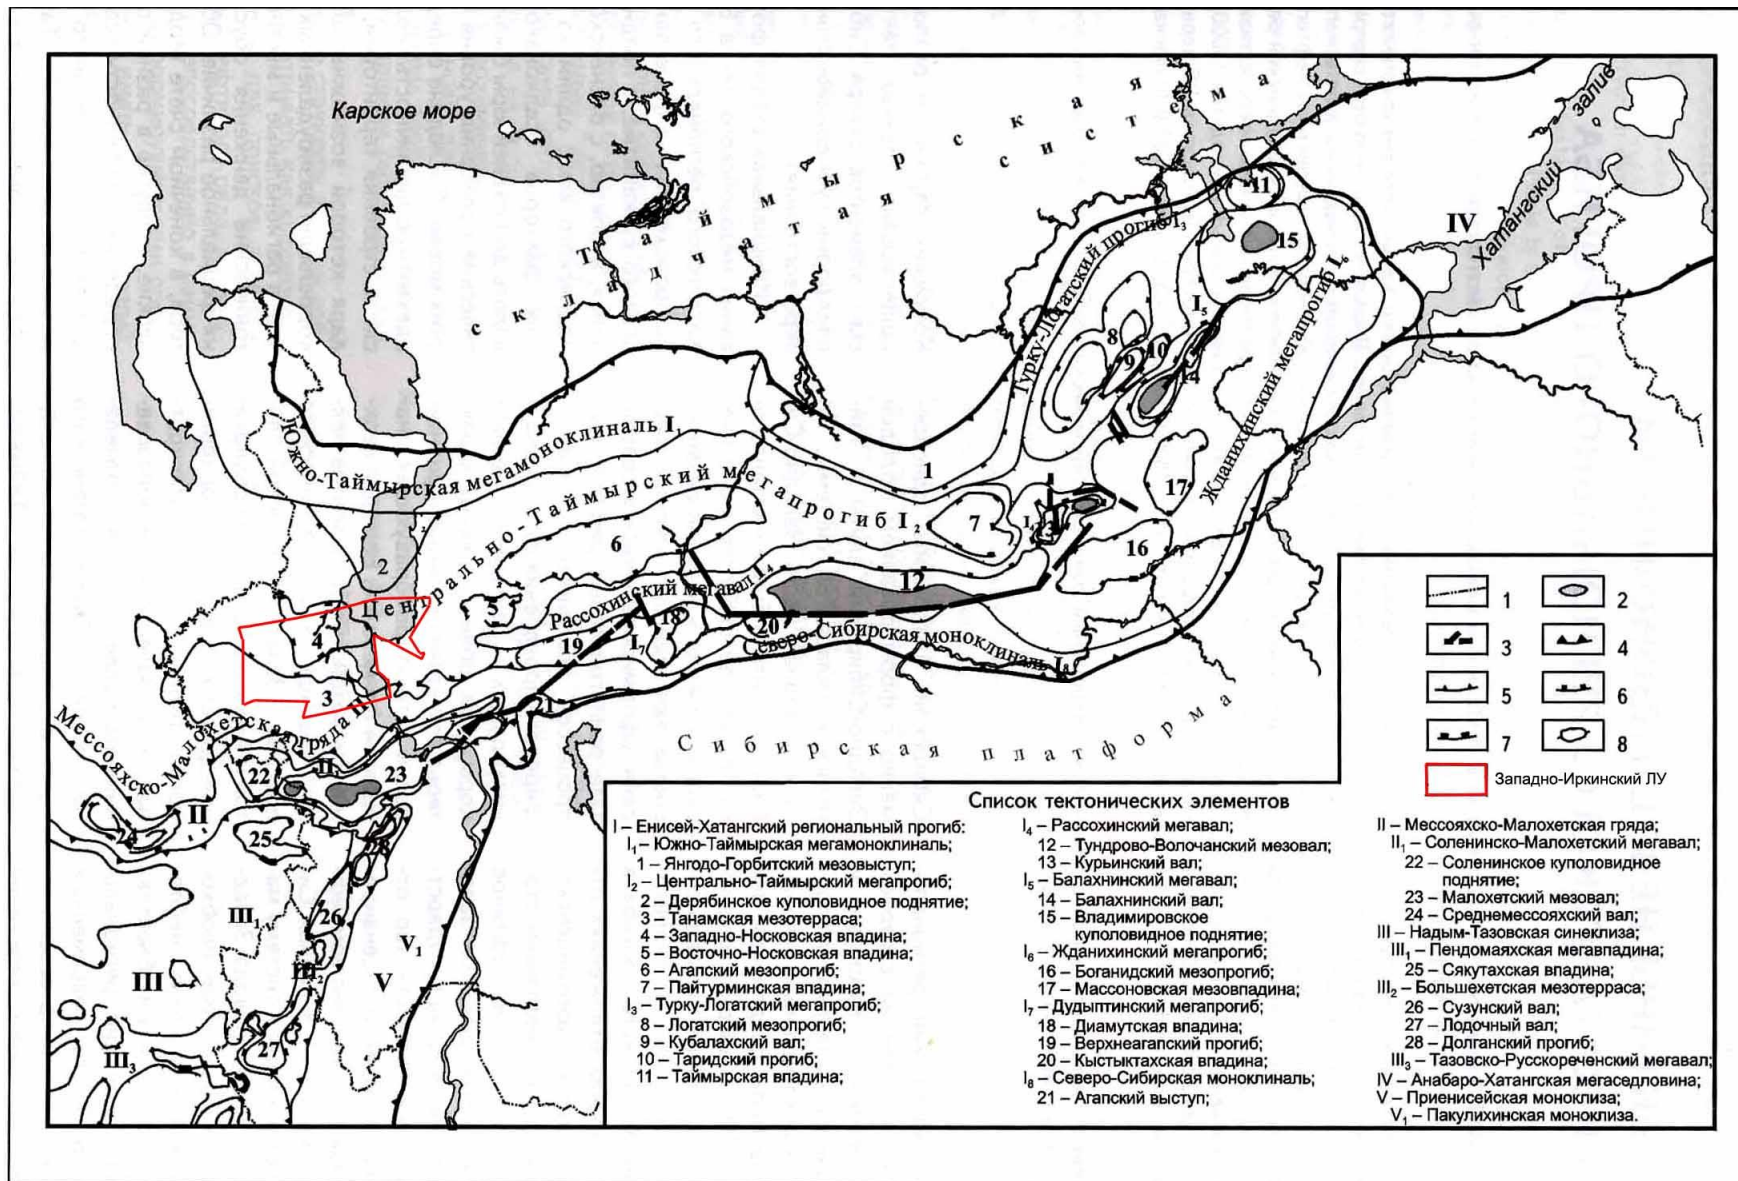 Карское море
Таймырская
складчатая
система
Хатангский залив
IV
11
15
Турку-Логатский прогиб I3
I5
8
9
10
14
Жданихинский мегапрогиб I6
Южно-Таймырская мегамоноклиналь I1
1
Центрально-Таймырский мегапрогиб I2
7
17
13
16
6
2
12
Рассохинский мегавал I4
5
18
20
19
I7
Северо-Сибирская моноклиналь I8
4
3
21
Сибирская платформа
Мессояхско-Малохетская гряда II
II1
22
23
II
24
25
28
III1
26
V1
III
III2
V
27
III3
1
2
3
4
5
6
7
8
Западно-Иркинский ЛУ
Список тектонических элементов
I – Енисей-Хатангский региональный прогиб:
I1– Южно-Таймырская мегамоноклиналь;
1 – Янгодо-Горбитский мезовыступ;
I2 – Центрально-Таймырский мегапрогиб;
2 – Дерябинское куполовидное поднятие;
3 – Танамская мезотерраса;
4 – Западно-Носковская впадина;
5 – Восточно-Носковская впадина;
6 – Агапский мезопрогиб;
7 – Пайтурминская впадина;
I3 – Турку-Логатский мегапрогиб;
8 – Логатский мезопрогиб;
9 – Кубалахский вал;
10 – Таридский прогиб;
11 – Таймырская впадина;
I4 – Рассохинский мегавал;
12 – Тундрово-Волочанский мезовал;
13 – Курьинский вал;
I5 – Балахнинский мегавал;
14 – Балахнинский вал;
15 – Владимировское
куполовидное поднятие;
I6 – Жданихинский мегапрогиб;
16 – Боганидский мезопрогиб;
17 – Массоновская мезовпадина;
I7 – Дудыптинский мегапрогиб;
18 – Диамутская впадина;
19 – Верхнеагапский прогиб;
20 – Кыстыктахская впадина;
I8 – Северо-Сибирская моноклиналь;
21 – Агапский выступ;
II – Мессояхско-Малохетская гряда;
II1 – Соленинско-Малохетский мегавал;
22 – Соленинское куполовидное
поднятие;
23 – Малохетский мезовал;
24 – Среднемессояхский вал;
III – Надым-Тазовская синеклиза;
III1 – Пендомаяхская мегавпадина;
25 – Сякутахская впадина;
III2 – Большехетская мезотерраса;
26 – Сузунский вал;
27 – Лодочный вал;
28 – Долганский прогиб;
III3 – Тазовско-Русскореченский мегавал;
IV – Анабаро-Хатангская мегаседловина;
V – Приенисейская моноклиза;
V1 – Пакулихинская моноклиза.